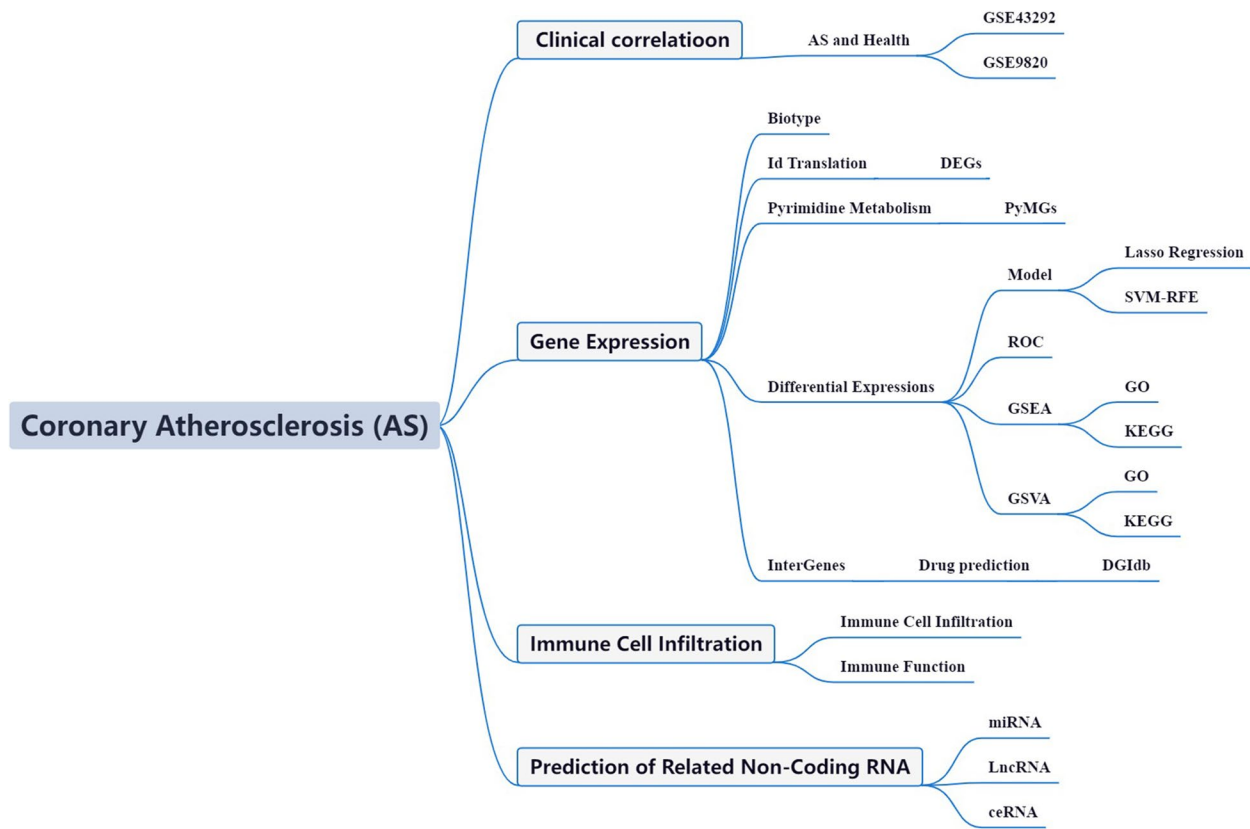 Coronary Atherosclerosis (AS)
Clinical correlatioon
AS and Health
GSE43292
GSE9820
Gene Expression
Biotype
Id Translation
DEGs
Pyrimidine Metabolism
PyMGs
Differential Expressions
Model
Lasso Regression
SVM-RFE
ROC
GSEA
GO
KEGG
GSVA
GO
KEGG
InterGenes
Drug prediction
DGIdb
Immune Cell Infiltration
Immune Cell Infiltration
Immune Function
Prediction of Related Non-Coding RNA
miRNA
LncRNA
ceRNA